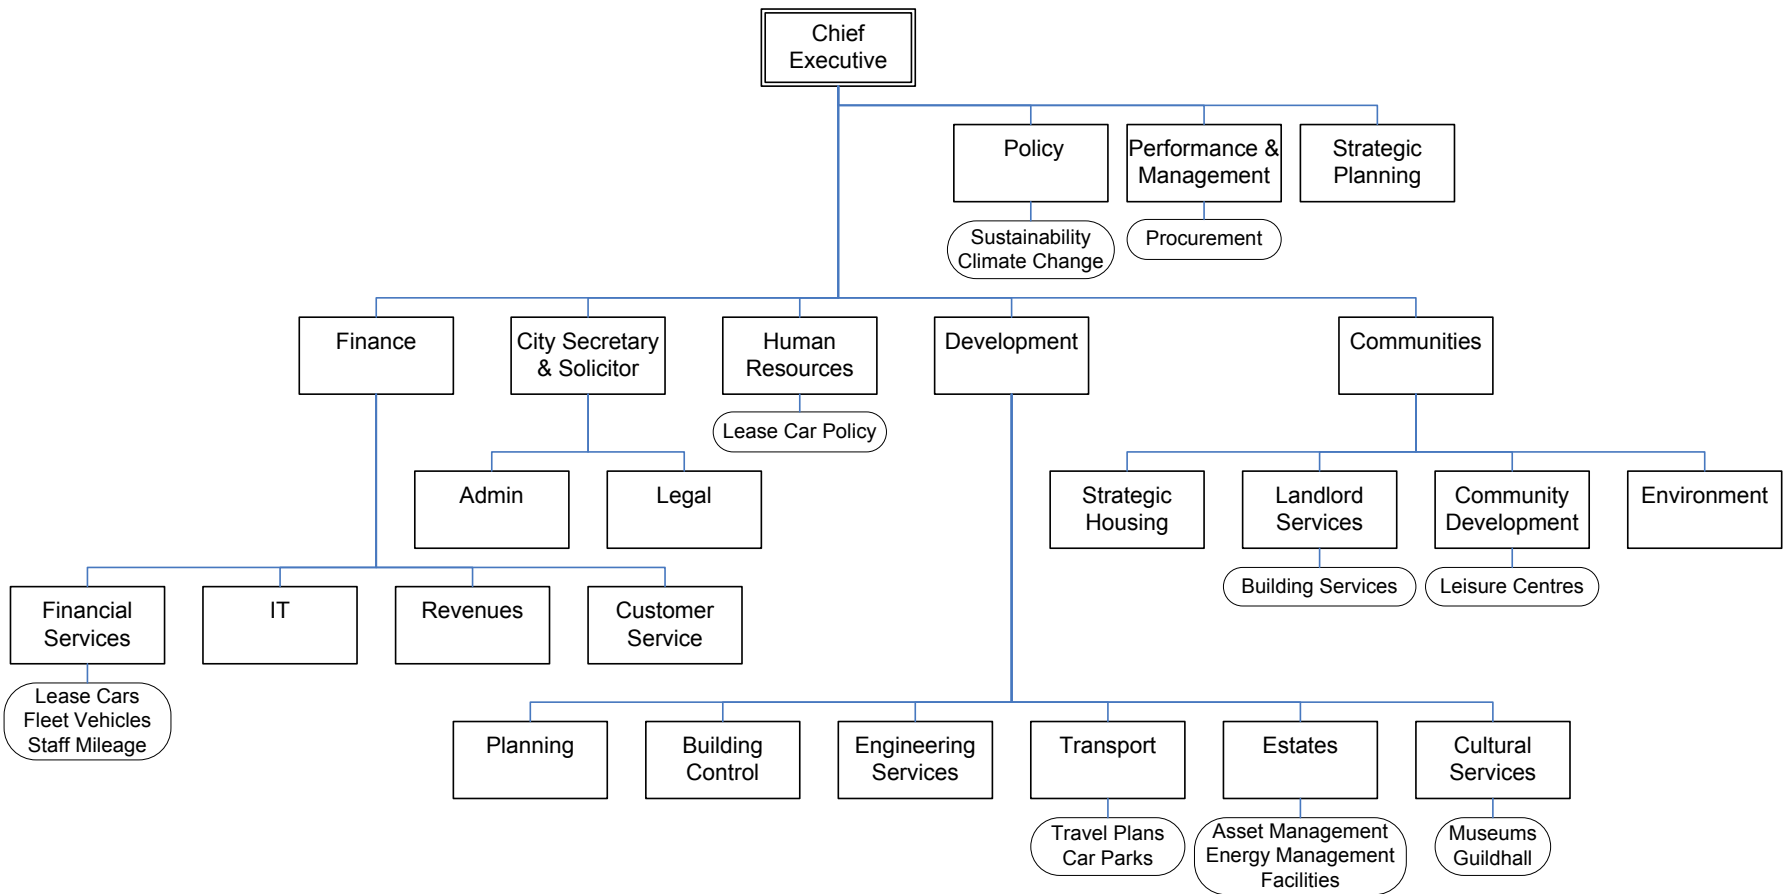 Chief
Executive
Policy
Performance &
Management
Strategic
Planning
Sustainability
Climate Change
Procurement
Finance
City Secretary
& Solicitor
Human
Resources
Development
Communities
Lease Car Policy
Admin
Legal
Strategic
Housing
Landlord
Services
Community
Development
Environment
Building Services
Leisure Centres
Financial
Services
IT
Revenues
Customer
Service
Lease Cars
Fleet Vehicles
Staff Mileage
Planning
Building
Control
Engineering
Services
Transport
Estates
Cultural
Services
Travel Plans
Car Parks
Asset Management
Energy Management
Facilities
Museums
Guildhall